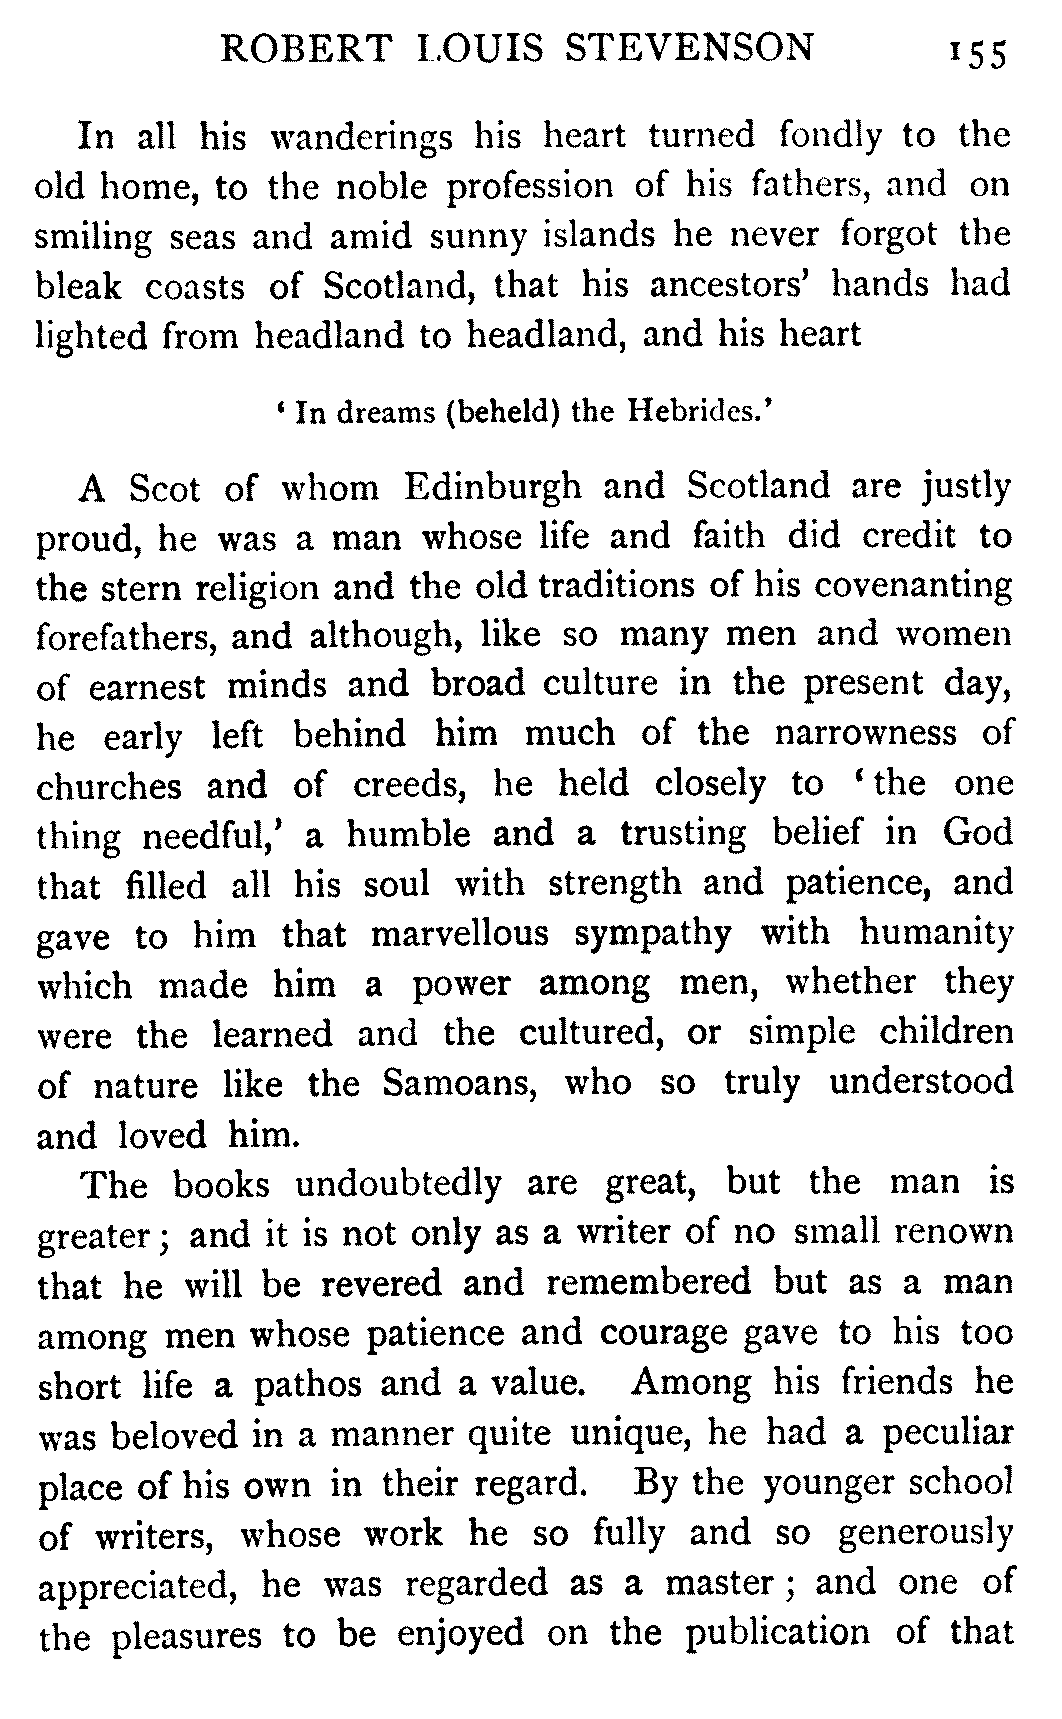 ROBERT LOUIS STEVENSON 155
In all his wanderings his heart turned fondly to the
old home, to the noble profession of his fathers, and on
smiling seas and amid sunny islands he never forgot the
bleak coasts of Scotland, that his ancestors' hands had
lighted from headland to headland, and his heart
‘ In dreams (beheld) the Hebrides.’
A Scot of whom Edinburgh and Scotland are justly
proud, he was a man whose life and faith did credit to
the stern religion and the old traditions of his covenanting
forefathers, and although, like so many men and women
of earnest minds and broad culture in the present day,
he early left behind him much of the narrowness of
churches and of creeds, he held closely to ‘ the one
thing needful,’ a humble and a trusting belief in God
that filled all his soul with strength and patience, and
gave to him that marvellous sympathy with humanity
which made him a power among men, whether they
were the learned and the cultured, or simple children
of nature like the Samoans, who so truly understood
and loved him.
The books undoubtedly are great, but the man is
greater ; and it is not only as a writer of no small renown
that he will be revered and remembered but as a man
among men whose patience and courage gave to his too
short life a pathos and a value. Among his friends he
was beloved in a manner quite unique, he had a peculiar
place of his own in their regard. By the younger school
of writers, whose work he so fully and so generously
appreciated, he was regarded as a master ; and one of
the pleasures to be enjoyed on the publication of that